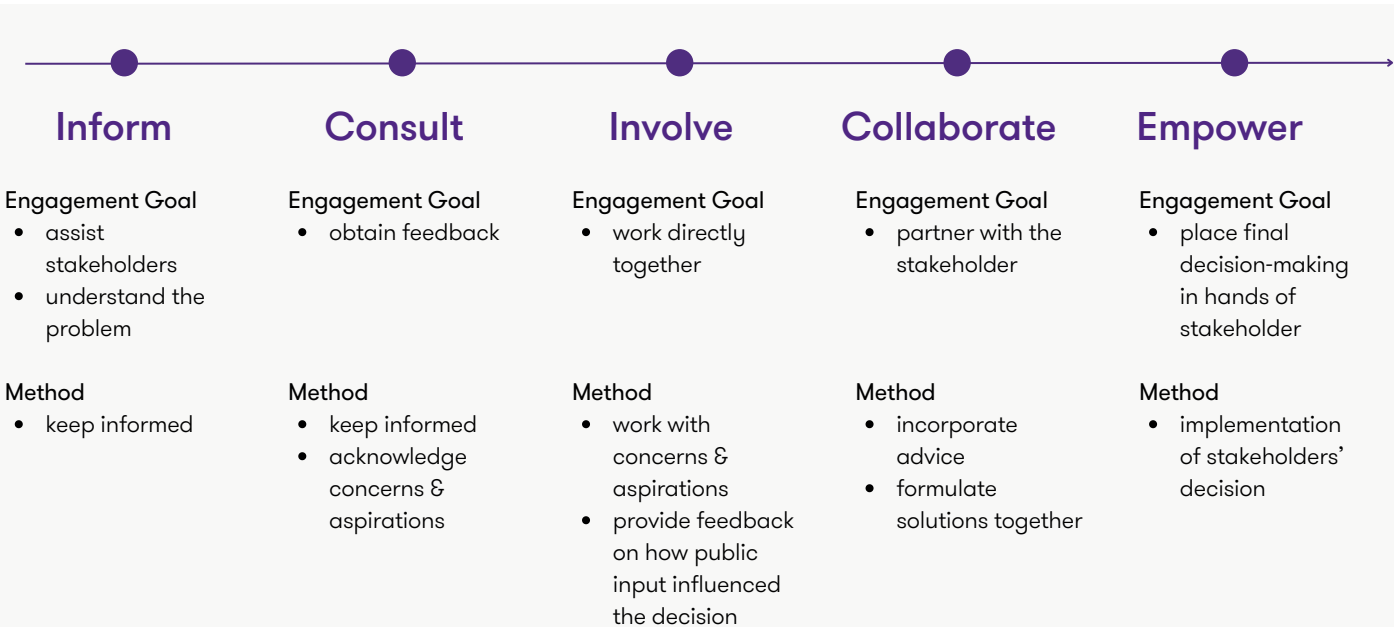 Inform
Engagement Goal
• assist
stakeholders
• understand the
problem
Method
• keep informed
Consult
Engagement Goal
• obtain feedback
Method
• keep informed
• acknowledge
concerns &
aspirations
Involve
Engagement Goal
• work directly
together
Method
• work with
concerns &
aspirations
• provide feedback
on how public
input influenced
the decision
Collaborate
Engagement Goal
• partner with the
stakeholder
Method
• incorporate
advice
• formulate
solutions together
Empower
Engagement Goal
• place final
decision-making
in hands of
stakeholder
Method
• implementation
of stakeholders’
decision